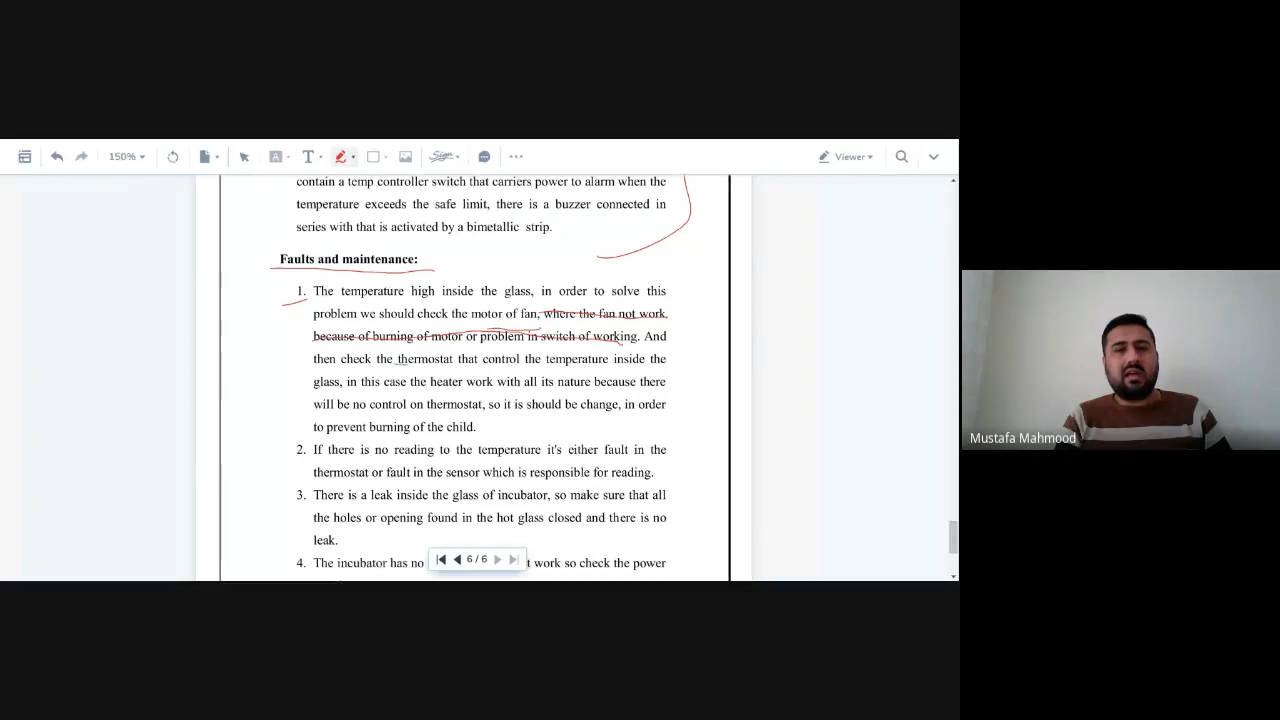 150%
T
Sign
Viewer
contain a temp controller switch that carriers power to alarm when the
temperature exceeds the safe limit, there is a buzzer connected in
series with that is activated by a bimetallic strip.
Faults and maintenance:
1. The temperature high inside the glass, in order to solve this
problem we should check the motor of fan, where the fan not work
because of burning of motor or problem in switch of working. And
then check the thermostat that control the temperature inside the
glass, in this case the heater work with all its nature because there
will be no control on thermostat, so it is should be change, in order
to prevent burning of the child.
2. If there is no reading to the temperature it's either fault in the
thermostat or fault in the sensor which is responsible for reading.
3. There is a leak inside the glass of incubator, so make sure that all
the holes or opening found in the hot glass closed and there is no
leak.
4. The incubator has no t work so check the power
6 / 6
Mustafa Mahmood